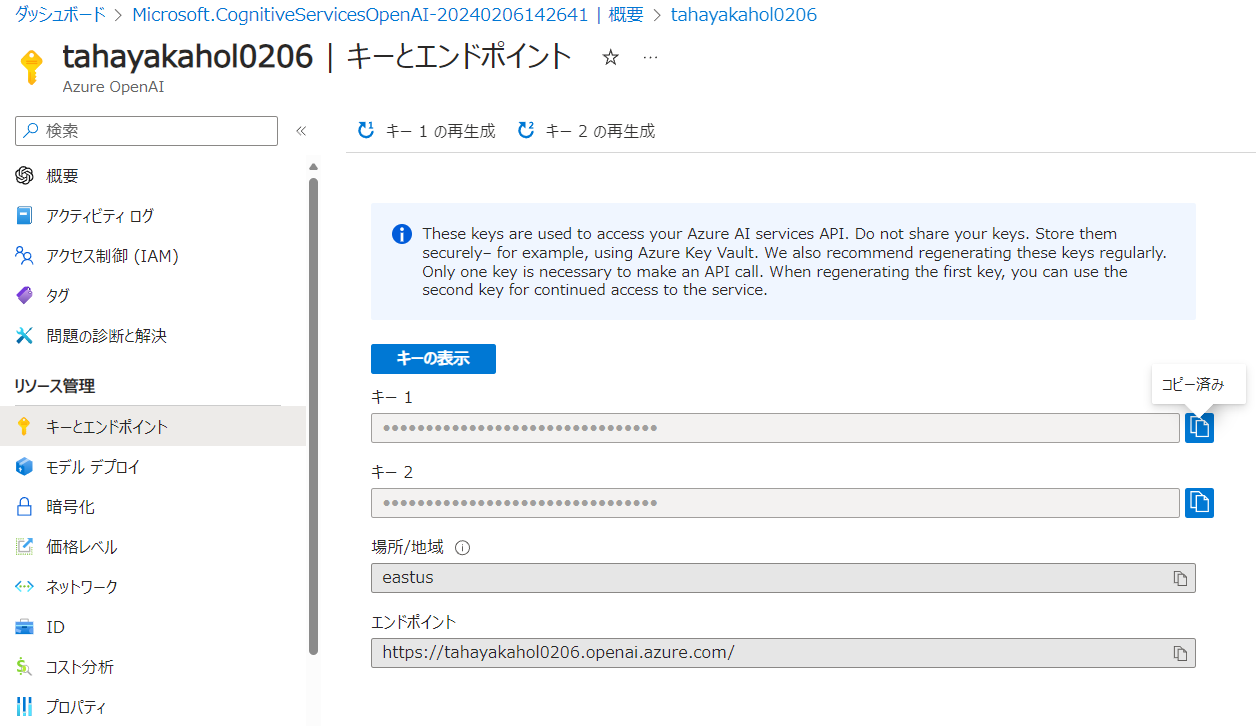 ダッシュボード > Microsoft.CognitiveServicesOpenAI-20240206142641 | 概要 > tahayakahol0206
tahayakahol0206 | キーとエンドポイント ☆ …
Azure OpenAI
検索 «
概要
アクティビティ ログ
アクセス制御 (IAM)
タグ
問題の診断と解決
リソース管理
キーとエンドポイント
モデル デプロイ
暗号化
価格レベル
ネットワーク
ID
コスト分析
プロパティ
キー 1 の再生成 キー 2 の再生成
These keys are used to access your Azure AI services API. Do not share your keys. Store them
securely– for example, using Azure Key Vault. We also recommend regenerating these keys regularly.
Only one key is necessary to make an API call. When regenerating the first key, you can use the
second key for continued access to the service.
キーの表示
コピー済み
キー 1
••••••••••••••••••••••••••••••••
キー 2
••••••••••••••••••••••••••••••••
場所/地域
eastus
エンドポイント
https://tahayakahol0206.openai.azure.com/